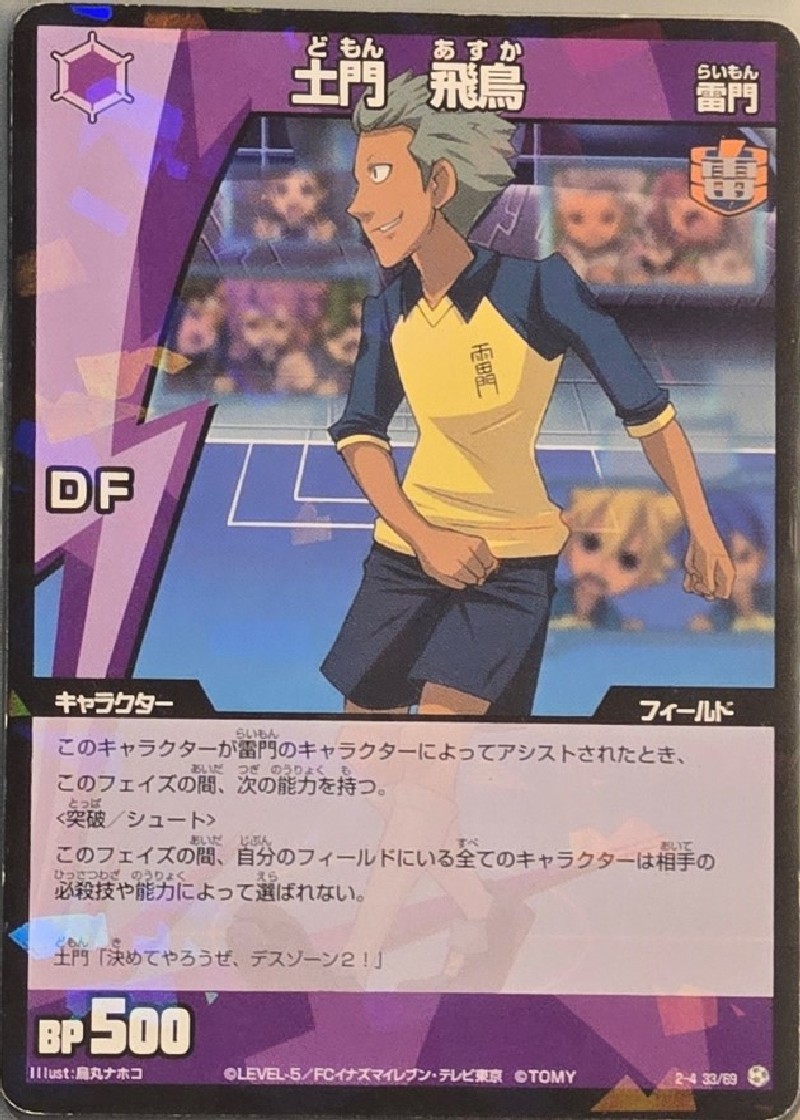 どもん あすか
土門 飛鳥
らいもん
雷門
雷
雷門
DF
キャラクター
フィールド
このキャラクターが雷門のキャラクターによってアシストされたとき、
このフェイズの間、次の能力を持つ。
<突破/シュート>
このフェイズの間、自分のフィールドにいる全てのキャラクターは相手の
必殺技や能力によって選ばれない。
土門「決めてやろうぜ、デスゾーン2!」
BP500
Illust:烏丸ナホコ
©LEVEL-5/FCイナズマイレブン・テレビ東京 ©TOMY
2-4 33/69